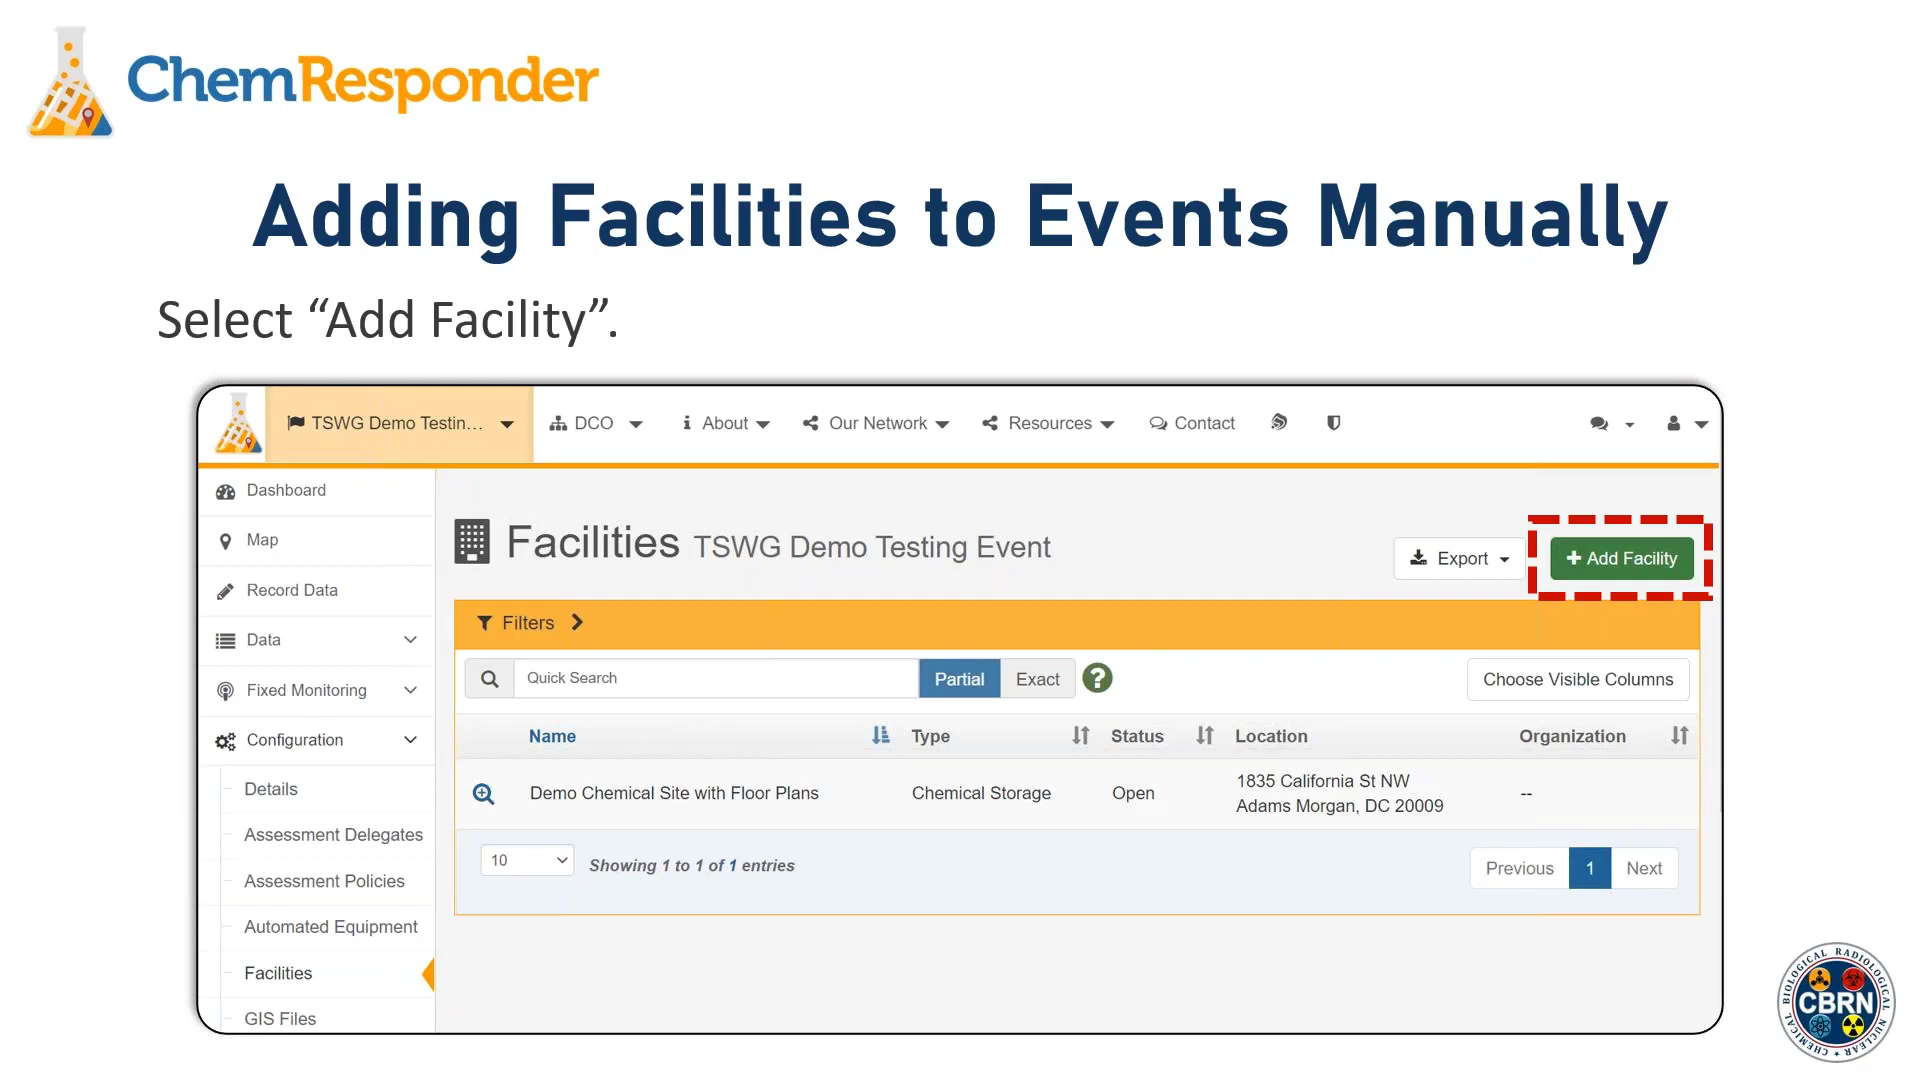 ChemResponder
Adding Facilities to Events Manually
Select “Add Facility”.
TSWG Demo Testin... DCO About Our Network Resources Contact
Dashboard
Map
Record Data
Data
Fixed Monitoring
Configuration
Details
Assessment Delegates
Assessment Policies
Automated Equipment
Facilities
GIS Files
Facilities TSWG Demo Testing Event
Export + Add Facility
Filters
Quick Search Partial Exact ? Choose Visible Columns
Name Type Status Location Organization
Demo Chemical Site with Floor Plans Chemical Storage Open 1835 California St NW
Adams Morgan, DC 20009 --
10 Showing 1 to 1 of 1 entries Previous 1 Next
CHEMICAL BIOLOGICAL RADIOLOGICAL NUCLEAR
CBRN